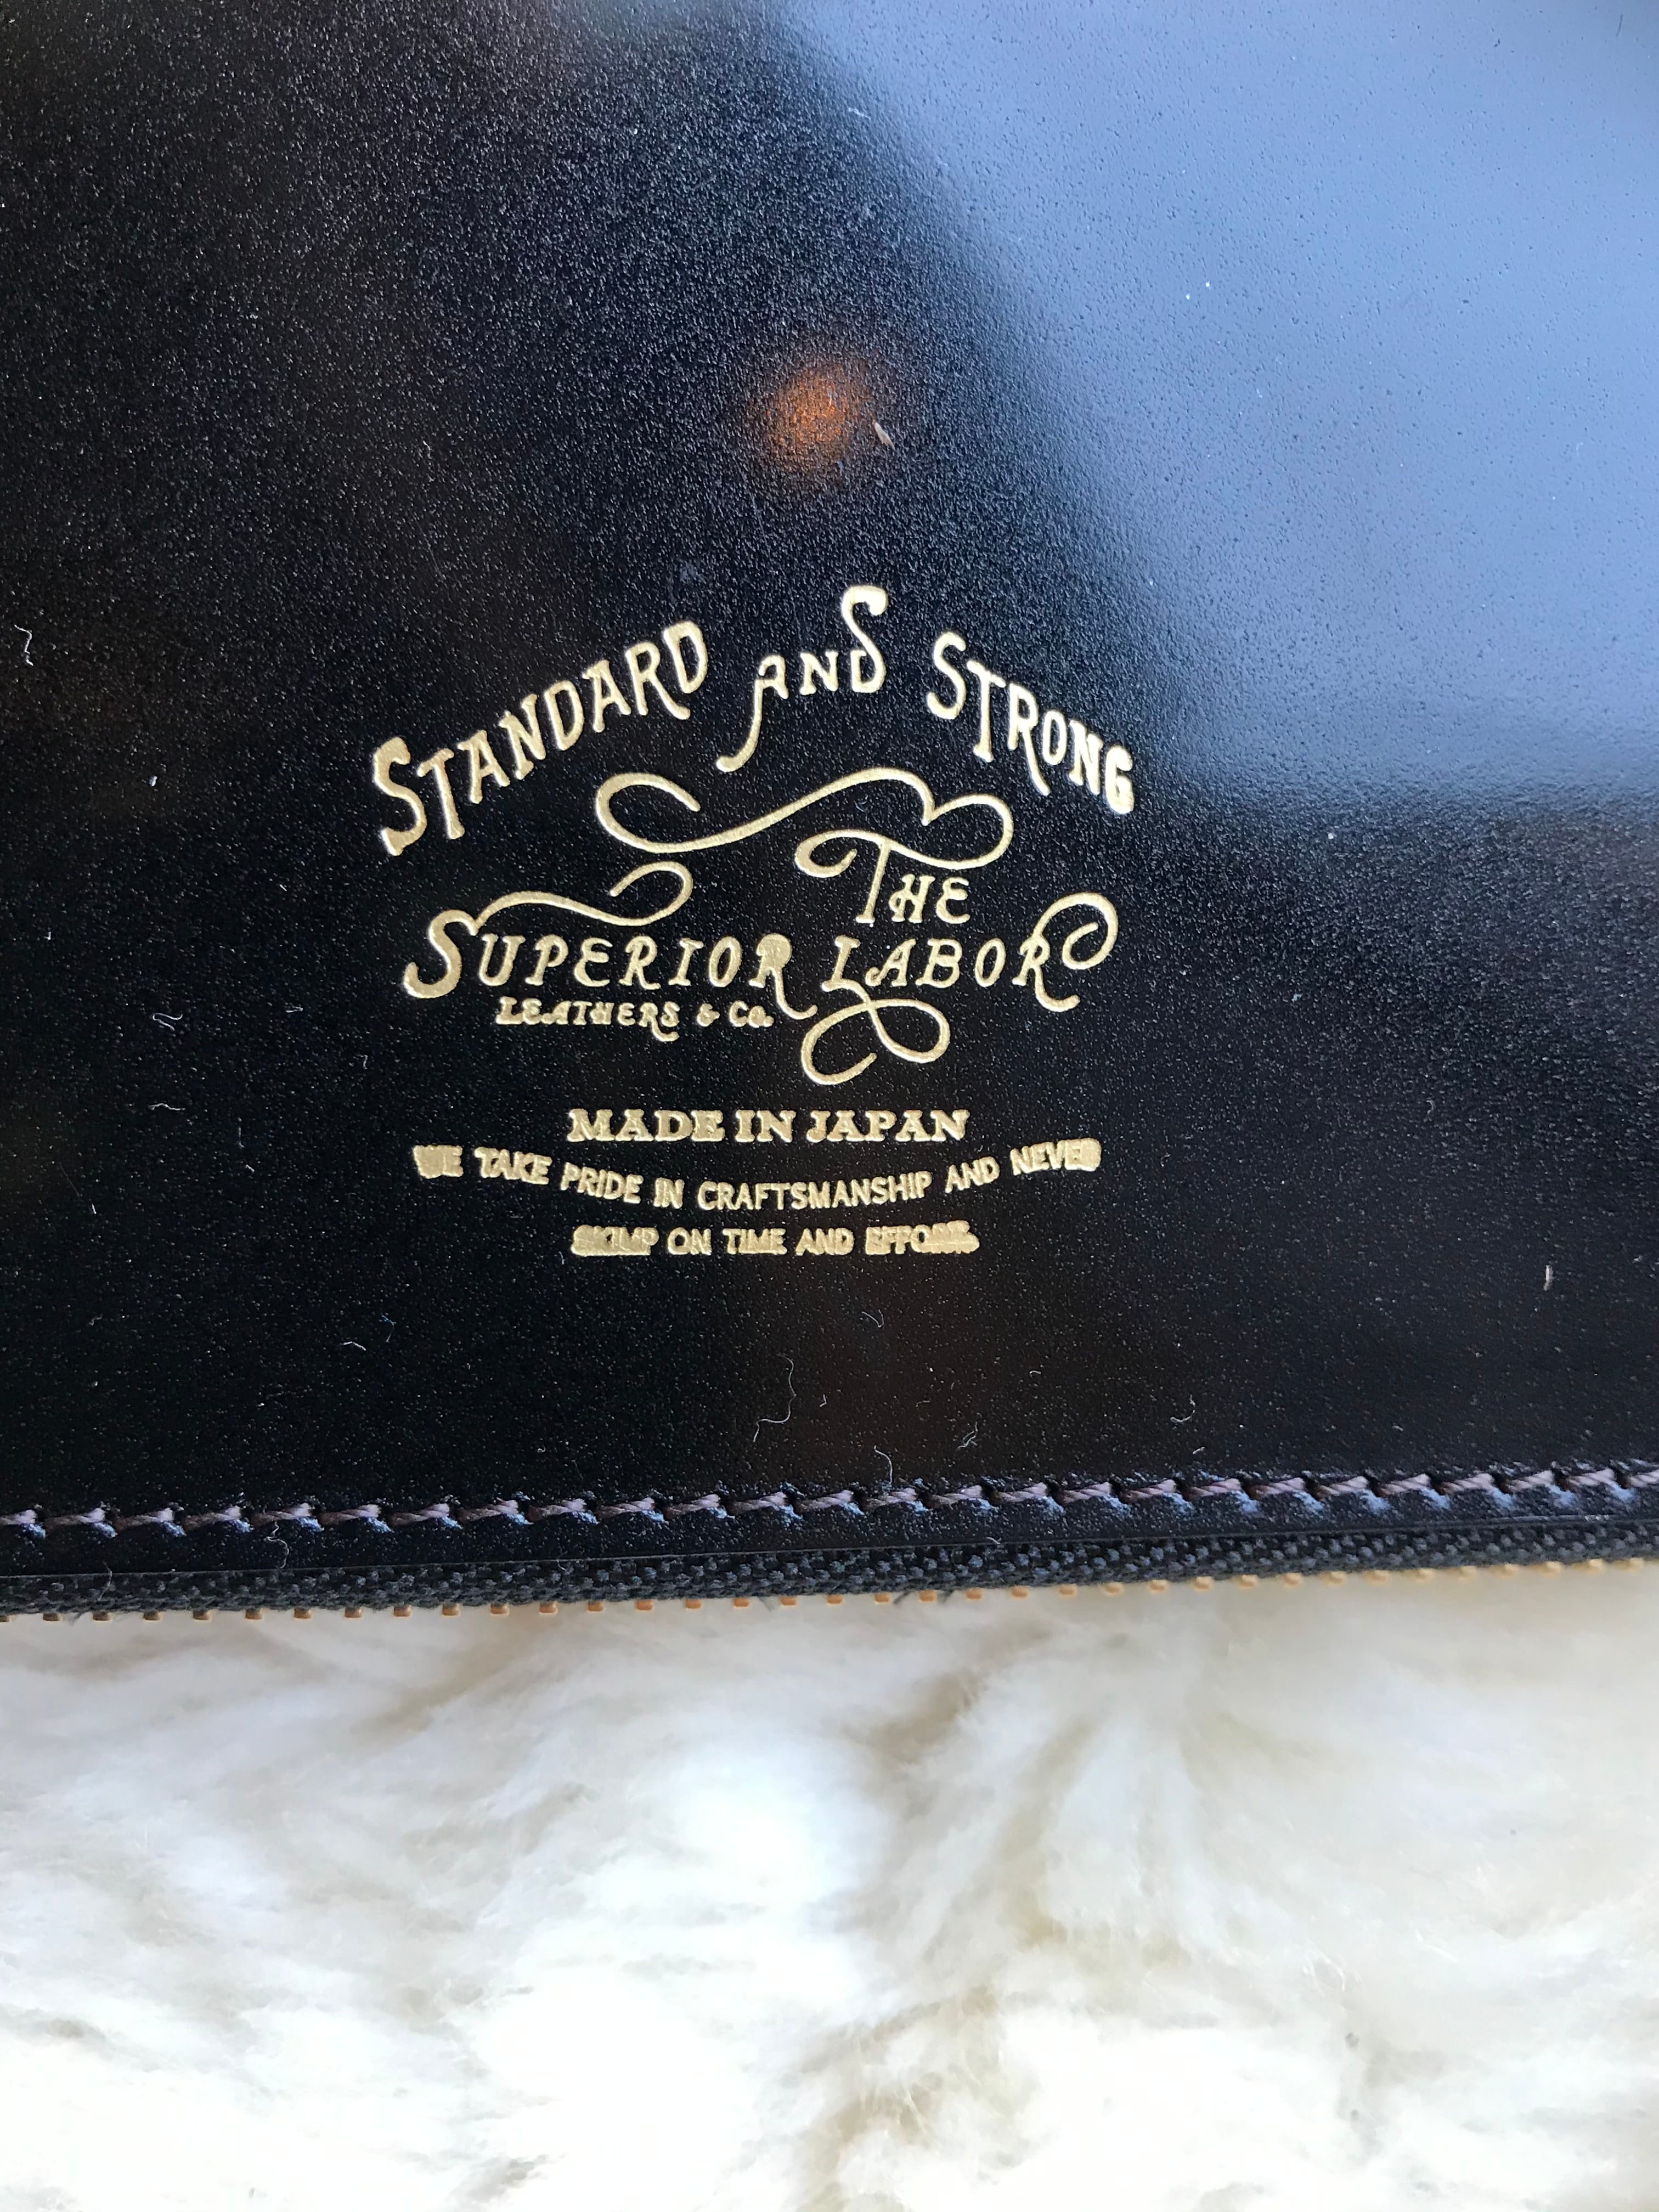 STANDARD AND STRONG
THE
SUPERIOR LABOR
LEATHERS & CO.
MADE IN JAPAN
WE TAKE PRIDE IN CRAFTSMANSHIP AND NEVER
SKIMP ON TIME AND EFFORT.